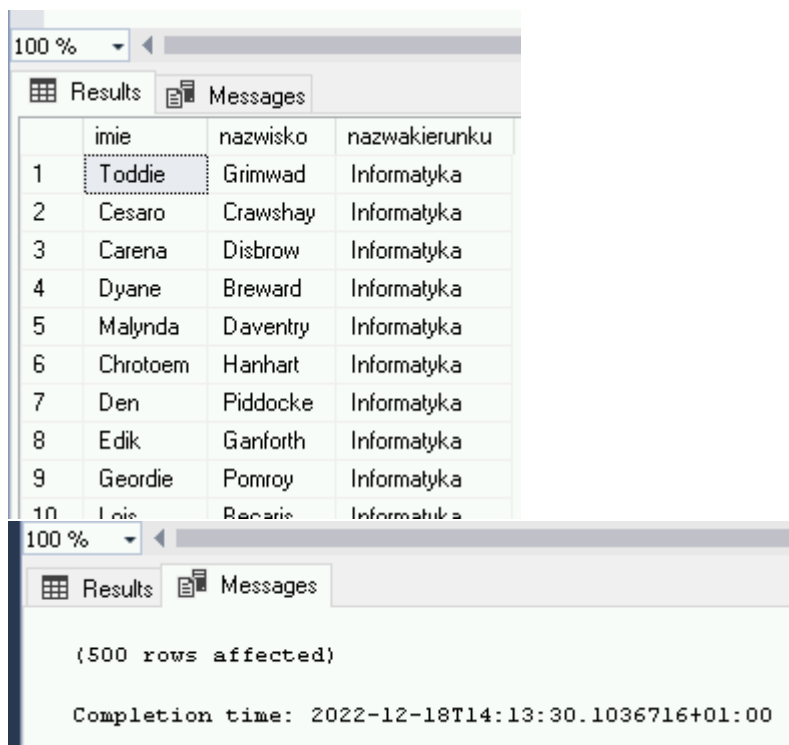 100 %
Results Messages
imie nazwisko nazwakierunku
1 Toddie Grimwad Informatyka
2 Cesaro Crawshay Informatyka
3 Carena Disbrow Informatyka
4 Dyane Breward Informatyka
5 Malynda Daventry Informatyka
6 Chrotoem Hanhart Informatyka
7 Den Piddocke Informatyka
8 Edik Ganforth Informatyka
9 Geordie Pomroy Informatyka
10 Lois Informatyka
100 %
Results Messages
(500 rows affected)
Completion time: 2022-12-18T14:13:30.1036716+01:00